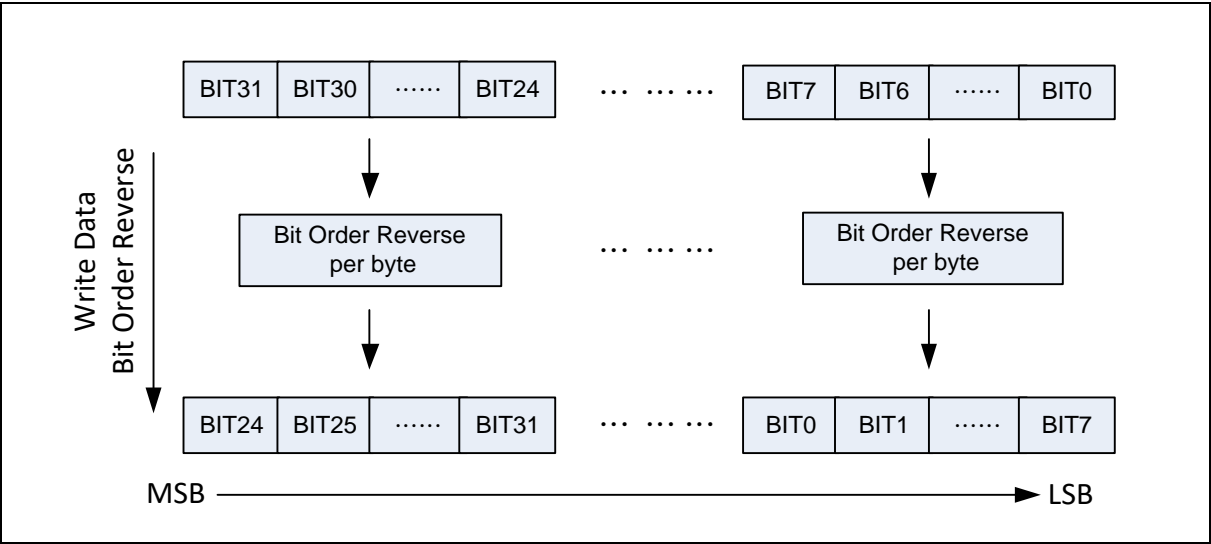 BIT31 BIT30 ...... BIT24 ... ... ... BIT7 BIT6 ...... BIT0
Write Data
Bit Order Reverse
Bit Order Reverse
per byte
... ... ...
Bit Order Reverse
per byte
BIT24 BIT25 ...... BIT31 ... ... ... BIT0 BIT1 ...... BIT7
MSB LSB